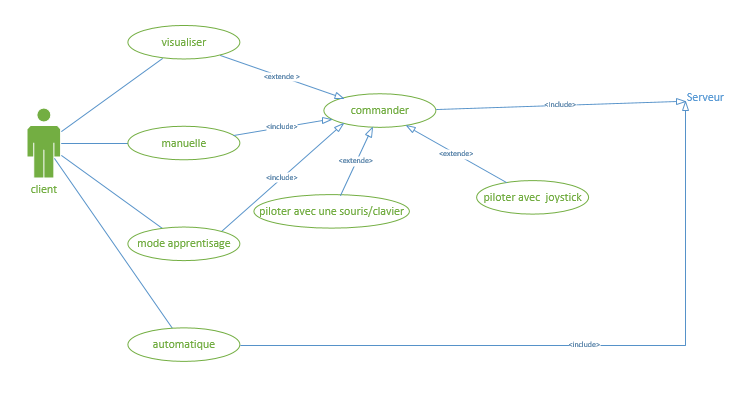 visualiser
<extende >
Serveur
commander
<include>
<include>
manuelle
<extende>
<extende>
<include>
client
piloter avec joystick
piloter avec une souris/clavier
mode apprentisage
automatique
<include>